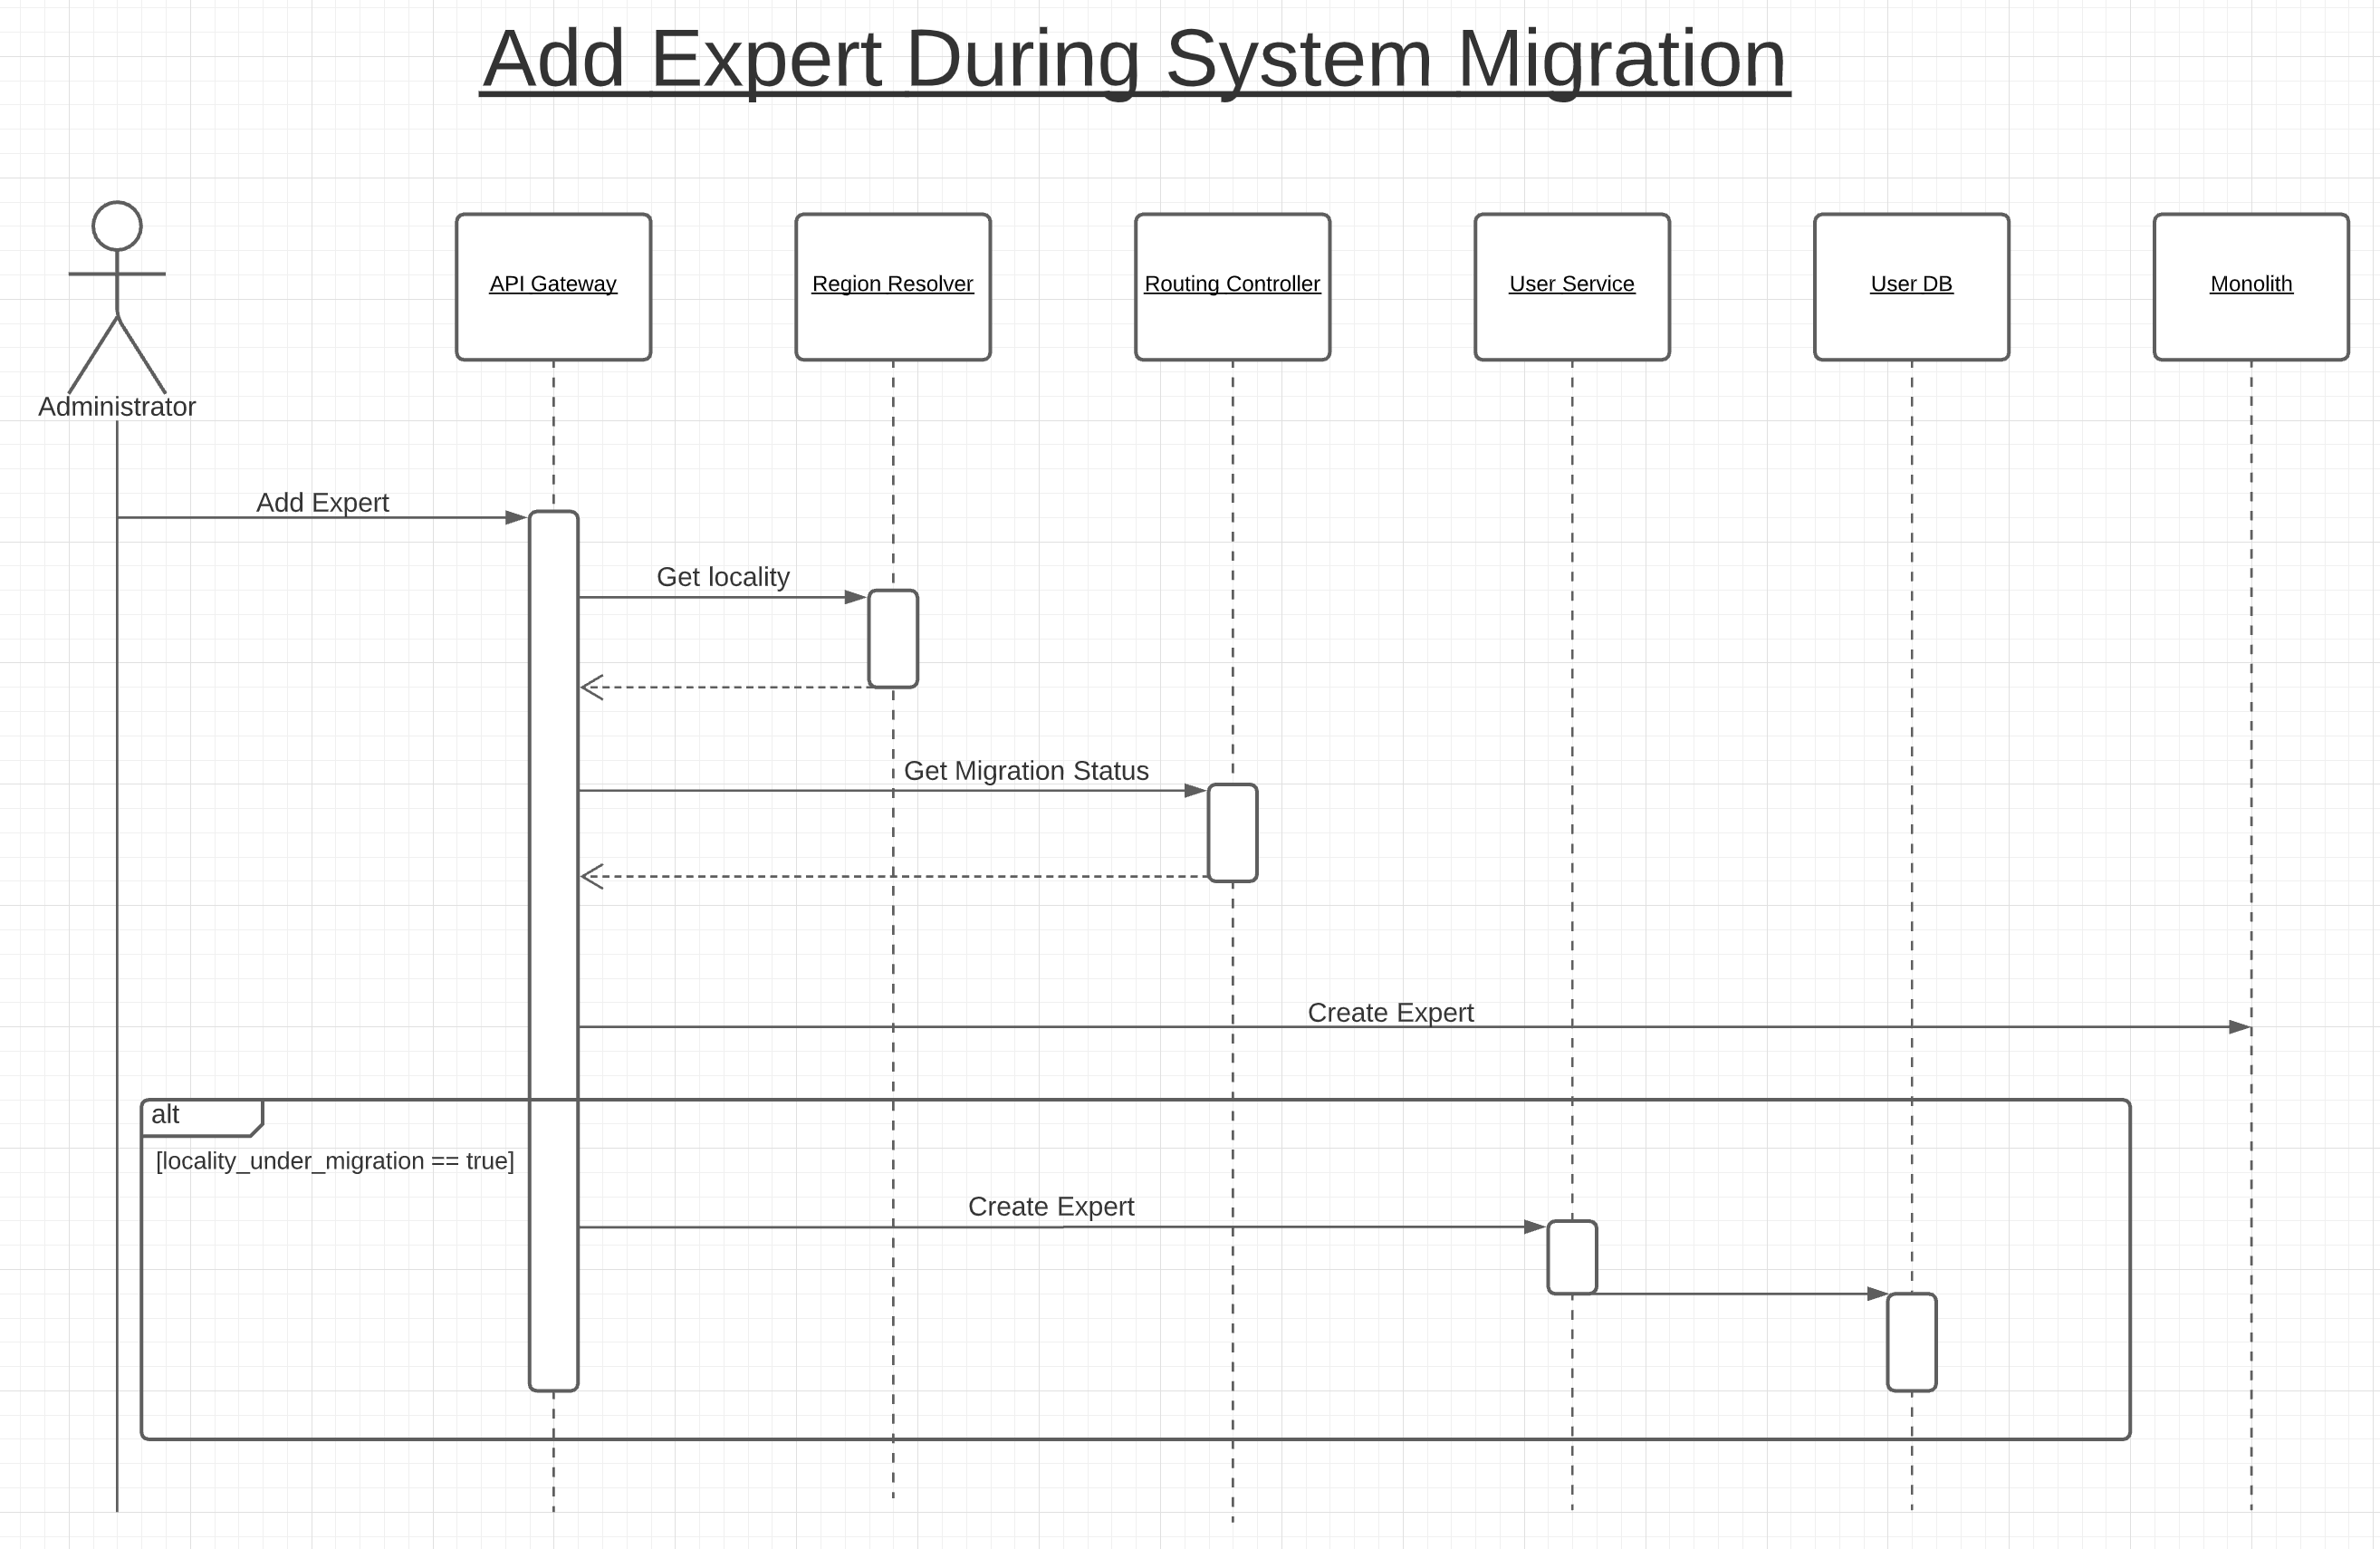 Add Expert During System Migration
API Gateway
Region Resolver
Routing Controller
User Service
User DB
Monolith
Administrator
Add Expert
Get locality
Get Migration Status
Create Expert
alt
[locality_under_migration == true]
Create Expert